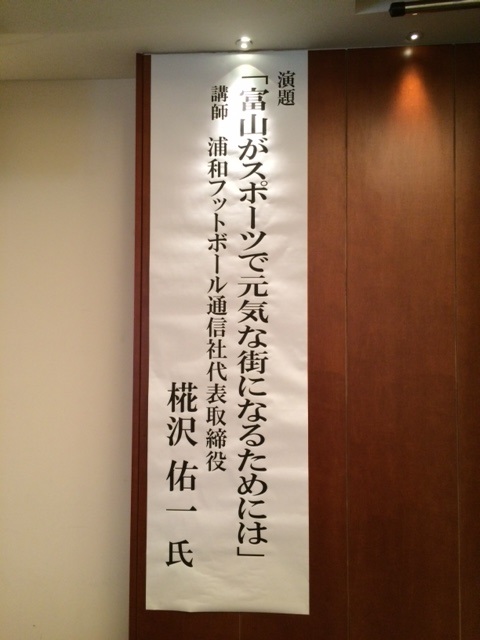 演題
「富山がスポーツで元気な街になるためには」
講師 浦和フットボール通信社代表取締役
椛沢 佑一 氏